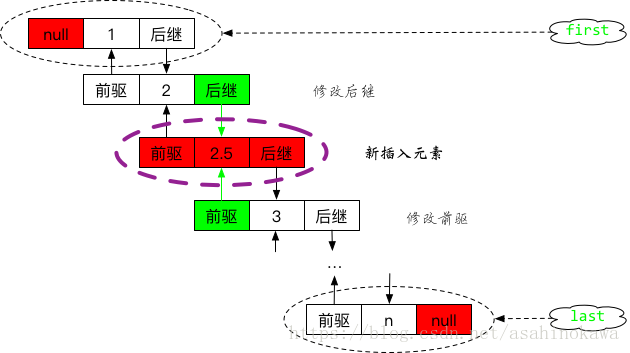 null 1 后继
first
前驱 2 后继
修改后继
前驱 2.5 后继
新插入元素
前驱 3 后继
修改前驱
...
前驱 n null
last
https://blog.csdn.net/asahinokawa